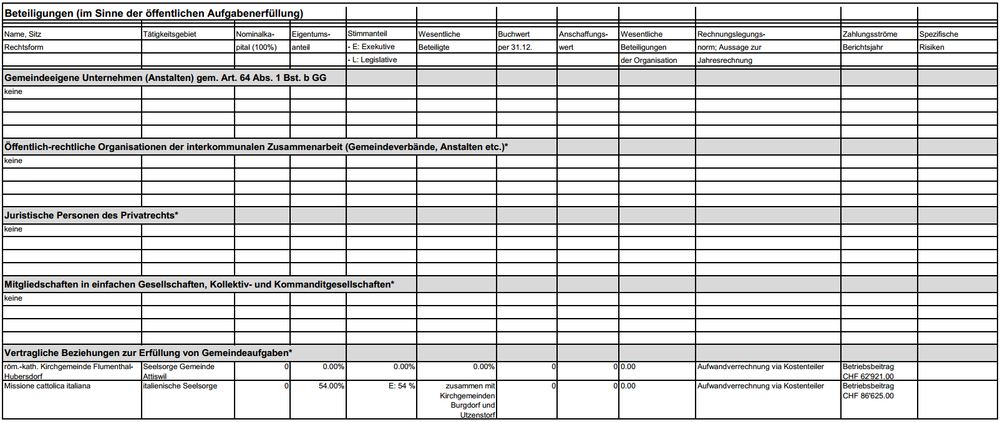 Beteiligungen (im Sinne der öffentlichen Aufgabenerfüllung)
Name, Sitz Tätigkeitsgebiet Nominalka- Eigentums- Stimmanteil Wesentliche Buchwert Anschaffungs- Wesentliche Rechnungslegungs- Zahlungsströme Spezifische
Rechtsform pital (100%) anteil - E: Exekutive Beteiligte per 31.12. wert Beteiligungen norm; Aussage zur Berichtsjahr Risiken
- L: Legislative der Organisation Jahresrechnung
Gemeindeeigene Unternehmen (Anstalten) gem. Art. 64 Abs. 1 Bst. b GG
keine
Öffentlich-rechtliche Organisationen der interkommunalen Zusammenarbeit (Gemeindeverbände, Anstalten etc.)*
keine
Juristische Personen des Privatrechts*
keine
Mitgliedschaften in einfachen Gesellschaften, Kollektiv- und Kommanditgesellschaften*
keine
Vertragliche Beziehungen zur Erfüllung von Gemeindeaufgaben*
röm.-kath. Kirchgemeinde Flumenthal- Seelsorge Gemeinde 0 0.00% 0.00% 0.00% 0 0 0.00 Aufwandverrechnung via Kostenteiler Betriebsbeitrag
Hubersdorf Attiswil CHF 62'921.00
Missione cattolica italiana italienische Seelsorge 0 54.00% E: 54 % zusammen mit 0 0 0.00 Aufwandverrechnung via Kostenteiler Betriebsbeitrag
Kirchgemeinden CHF 86'625.00
Burgdorf und
Utzenstorf